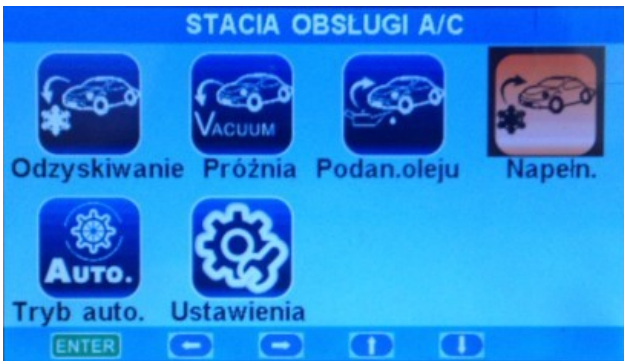 STACIA OBSŁUGI A/C
VACUUM
Odzyskiwanie Próżnia Podan.oleju Napełn.
AUTO.
Tryb auto. Ustawienia
ENTER